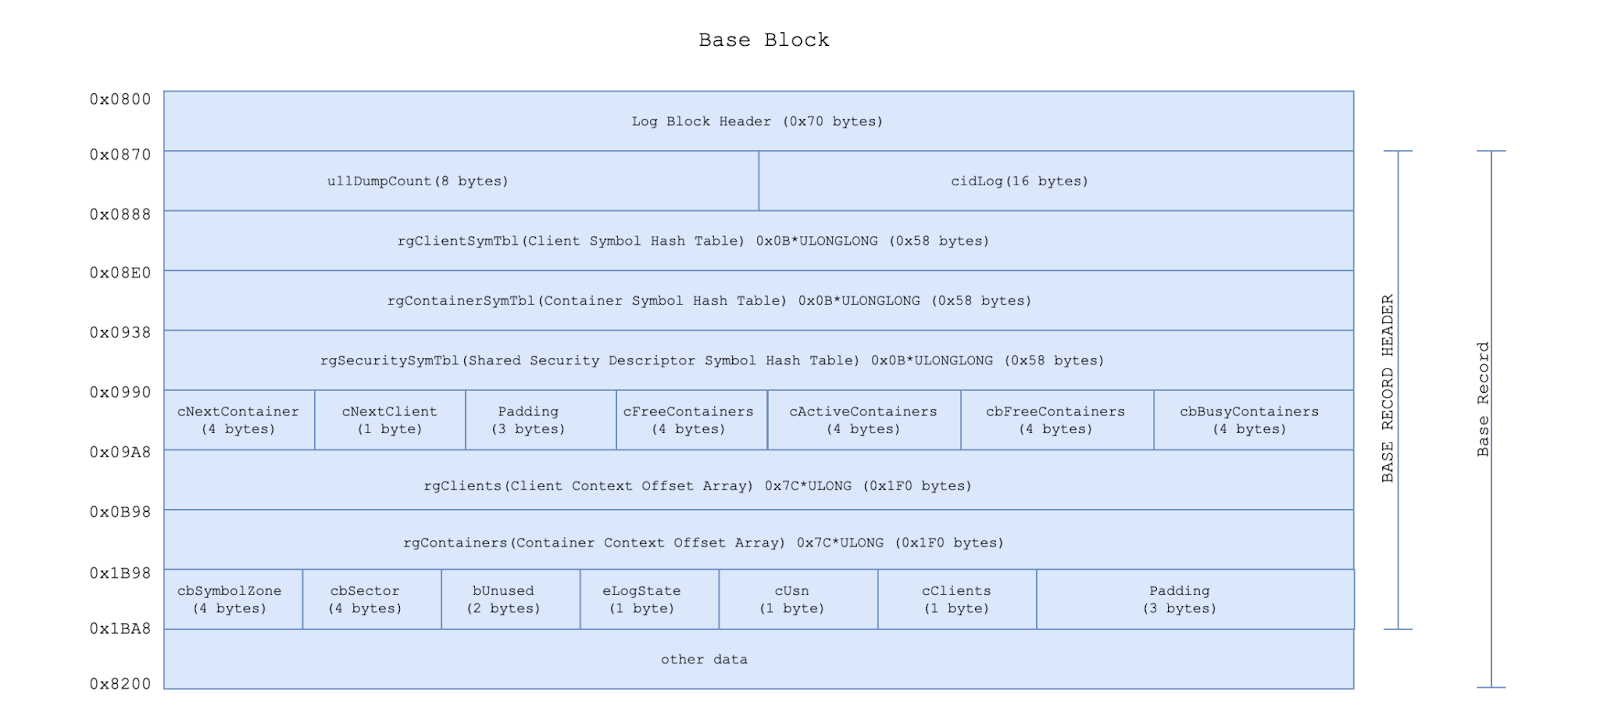 Base Block
0x0800
Log Block Header (0x70 bytes)
0x0870
ullDumpCount(8 bytes)
cidLog(16 bytes)
0x0888
rgClientSymTbl(Client Symbol Hash Table) 0x0B*ULONGLONG (0x58 bytes)
0x08E0
rgContainerSymTbl(Container Symbol Hash Table) 0x0B*ULONGLONG (0x58 bytes)
0x0938
rgSecuritySymTbl(Shared Security Descriptor Symbol Hash Table) 0x0B*ULONGLONG (0x58 bytes)
0x0990
cNextContainer
(4 bytes)
cNextClient
(1 byte)
Padding
(3 bytes)
cFreeContainers
(4 bytes)
cActiveContainers
(4 bytes)
cbFreeContainers
(4 bytes)
cbBusyContainers
(4 bytes)
0x09A8
rgClients(Client Context Offset Array) 0x7C*ULONG (0x1F0 bytes)
0x0B98
rgContainers(Container Context Offset Array) 0x7C*ULONG (0x1F0 bytes)
0x1B98
cbSymbolZone
(4 bytes)
cbSector
(4 bytes)
bUnused
(2 bytes)
eLogState
(1 byte)
cUsn
(1 byte)
cClients
(1 byte)
Padding
(3 bytes)
0x1BA8
other data
0x8200
BASE RECORD HEADER
Base Record